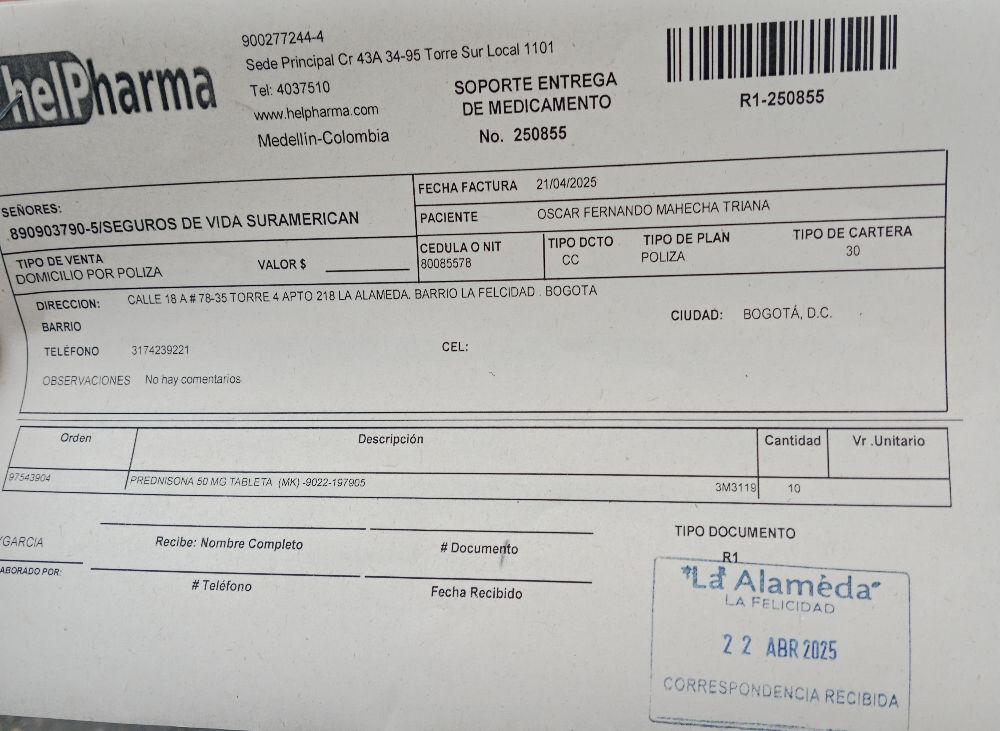 helPharma
900277244-4
Sede Principal Cr 43A 34-95 Torre Sur Local 1101
Tel: 4037510
www.helpharma.com
Medellín-Colombia
SOPORTE ENTREGA
DE MEDICAMENTO
No. 250855
R1-250855
SEÑORES:
890903790-5/SEGUROS DE VIDA SURAMERICAN
FECHA FACTURA 21/04/2025
PACIENTE OSCAR FERNANDO MAHECHA TRIANA
TIPO DE VENTA
DOMICILIO POR POLIZA
VALOR $
CEDULA O NIT
80085578
TIPO DCTO
CC
TIPO DE PLAN
POLIZA
TIPO DE CARTERA
30
DIRECCION: CALLE 18 A # 78-35 TORRE 4 APTO 218 LA ALAMEDA. BARRIO LA FELCIDAD . BOGOTA
BARRIO
CIUDAD: BOGOTÁ, D.C.
TELÉFONO 3174239221
CEL:
OBSERVACIONES No hay comentarios
Orden Descripción Cantidad Vr .Unitario
97543904 PREDNISONA 50 MG TABLETA (MK) -9022-197905 3M3119 10
YGARCIA
ABORADO POR:
Recibe: Nombre Completo
# Documento
# Teléfono
Fecha Recibido
TIPO DOCUMENTO
R1
"La Alaméda"
LA FELICIDAD
22 ABR 2025
CORRESPONDENCIA RECIBIDA